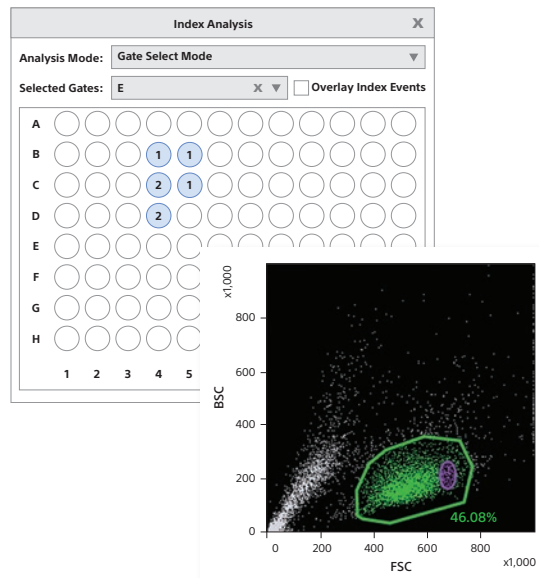 Index Analysis X
Analysis Mode: Gate Select Mode
Selected Gates: E X Overlay Index Events
A
B 1 1
C 2 1
D 2
E
F
G
H
1 2 3 4 5
x1,000
800
600
400
200
0
BSC
46.08%
0 200 400 600 800
x1,000
FSC